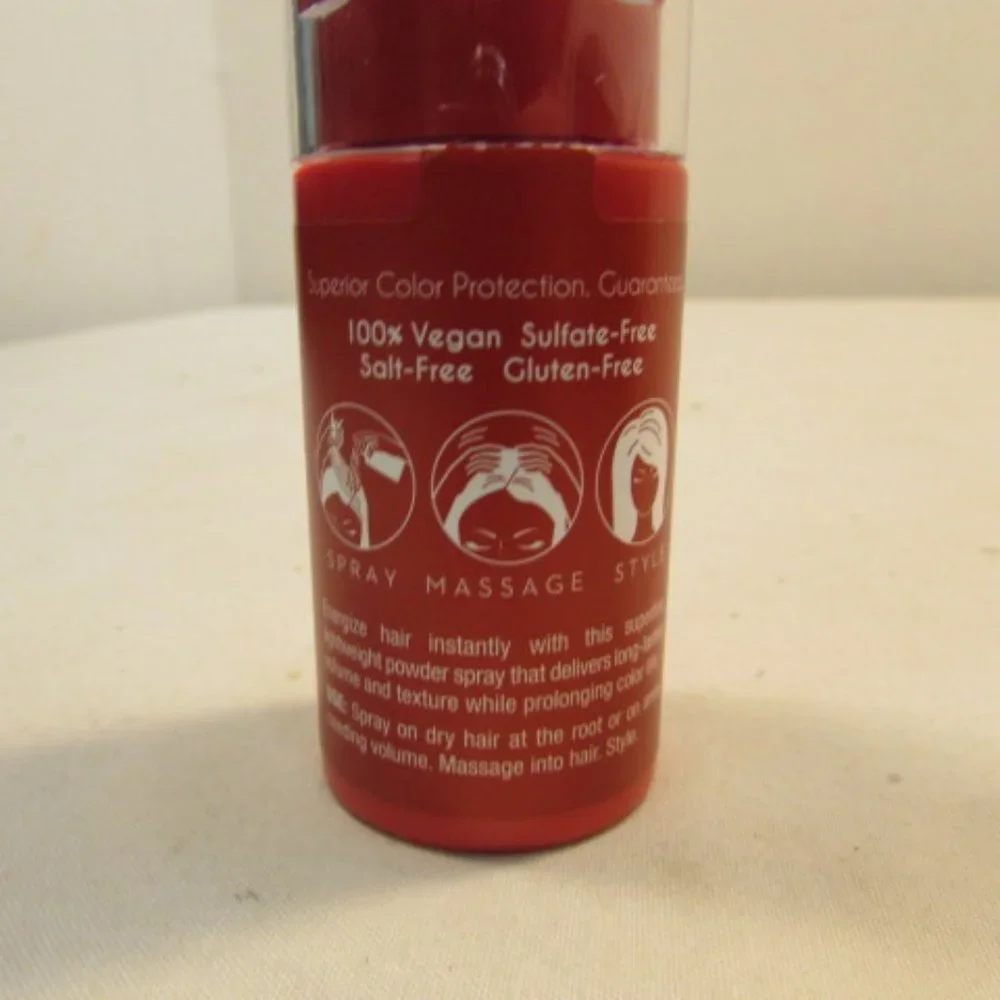 Superior Color Protection. Guaranteed
100% Vegan Sulfate-Free
Salt-Free Gluten-Free
SPRAY MASSAGE STYLE
Energize hair instantly with this
lightweight powder spray that delivers
volume and texture while prolonging color
USE: Spray on dry hair at the root or on
needing volume. Massage into hair. Style.